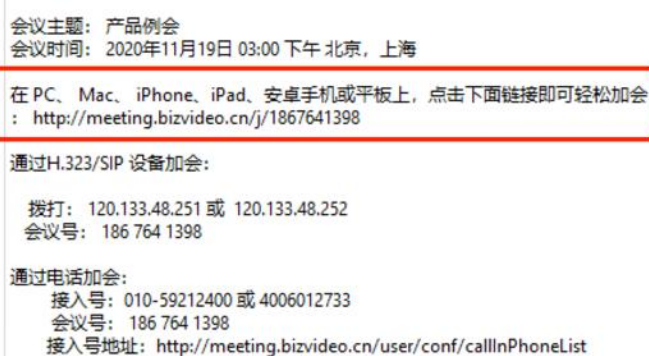 会议主题： 产品例会
会议时间： 2020年11月19日 03:00 下午 北京，上海
在 PC、 Mac、 iPhone、iPad、安卓手机或平板上，点击下面链接即可轻松加会
： http://meeting.bizvideo.cn/j/1867641398
通过H.323/SIP 设备加会：
拨打： 120.133.48.251 或 120.133.48.252
会议号： 186 764 1398
通过电话加会：
接入号：010-59212400 或 4006012733
会议号： 186 764 1398
接入号地址：http://meeting.bizvideo.cn/user/conf/callInPhoneList